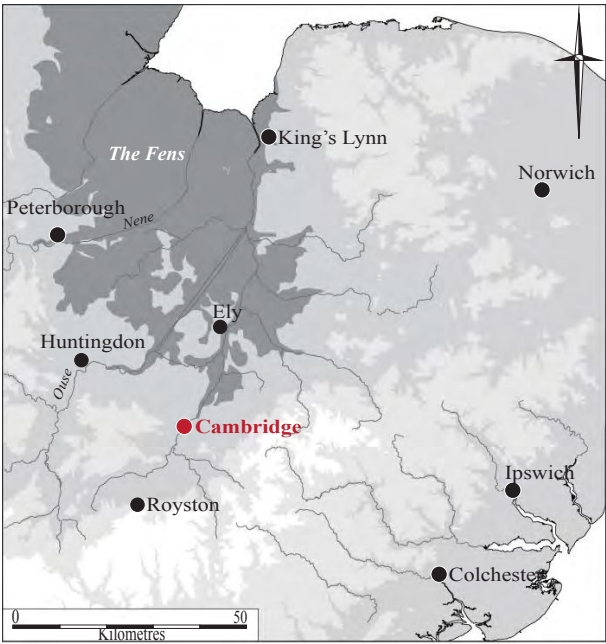 The Fens
King's Lynn
Norwich
Peterborough
Nene
Ely
Huntingdon
Ouse
Cambridge
Ipswich
Royston
Colchester
0 50
Kilometres